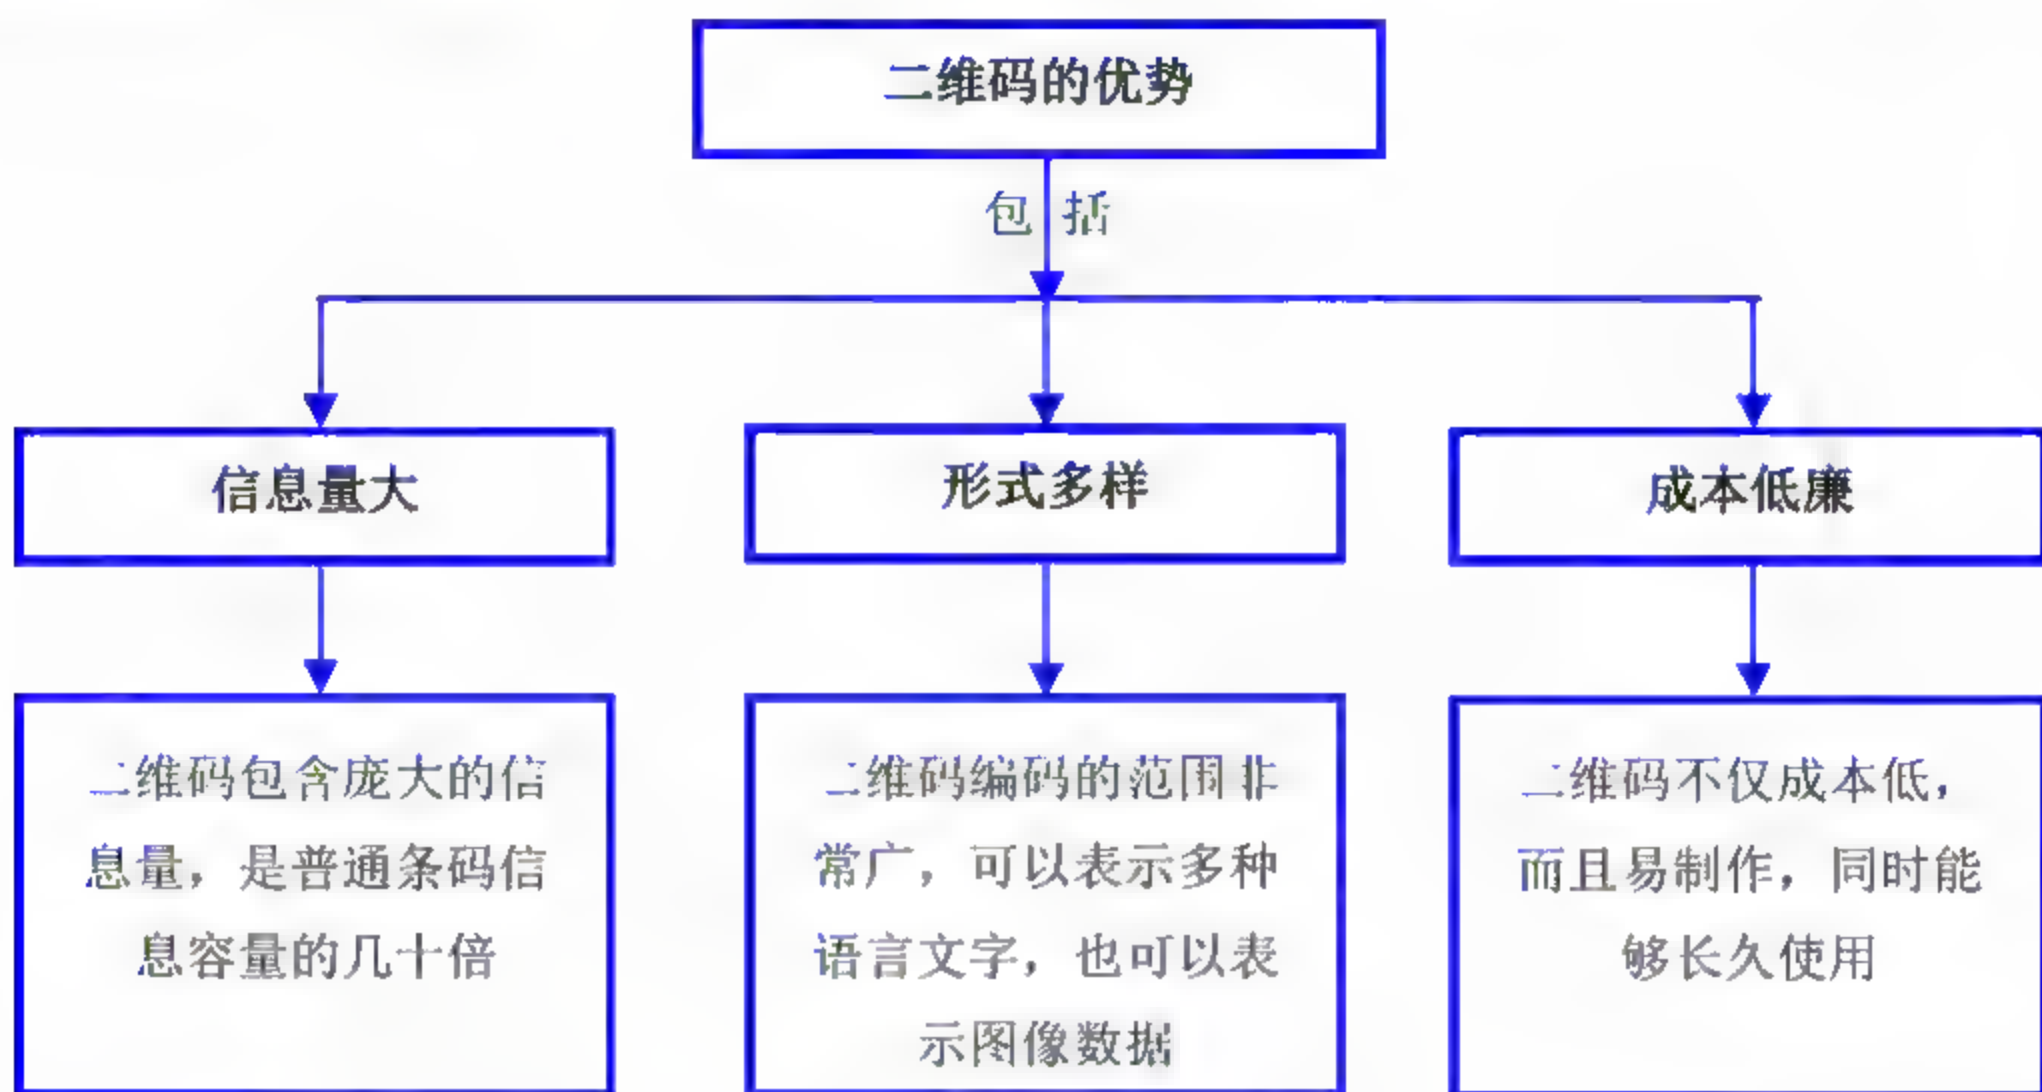 二维码的优势
包括
信息量大
形式多样
成本低廉
二维码包含庞大的信
息量，是普通条码信
息容量的几十倍
二维码编码的范围非
常广，可以表示多种
语言文字，也可以表
示图像数据
二维码不仅成本低，
而且易制作，同时能
够长久使用